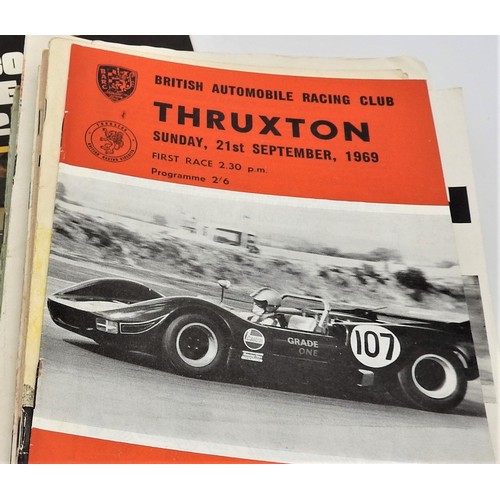 BRITISH AUTOMOBILE RACING CLUB
THRUXTON
SUNDAY, 21st SEPTEMBER, 1969
FIRST RACE 2.30 p.m.
Programme 2/6
GRADE
ONE
107